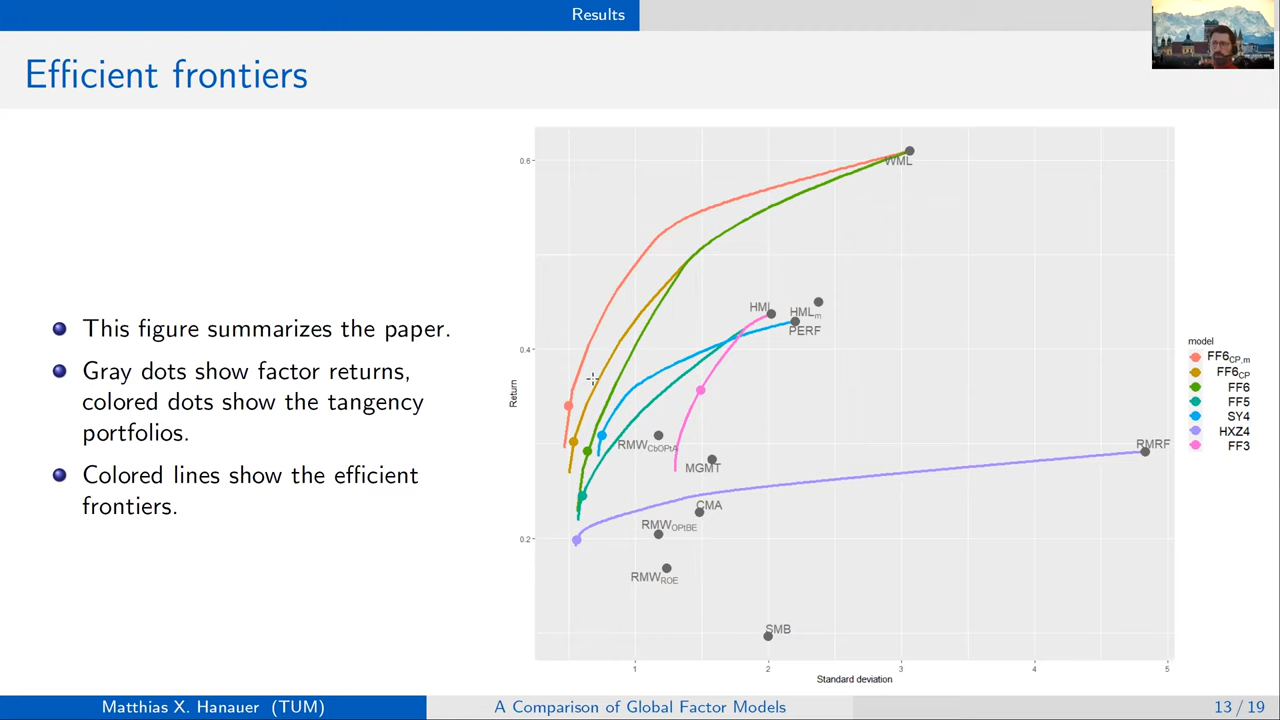 Results
Efficient frontiers
This figure summarizes the paper.
Gray dots show factor returns,
colored dots show the tangency
portfolios.
Colored lines show the efficient
frontiers.
Return
0.6
0.4
0.2
WML
HML
HMLm
PERF
RMWCbOPtA
MGMT
RMRF
CMA
RMWOPtBE
RMWROE
SMB
1 2 3 4 5
Standard deviation
model
FF6CP,m
FF6CP
FF6
FF5
SY4
HXZ4
FF3
Matthias X. Hanauer (TUM) A Comparison of Global Factor Models 13 / 19